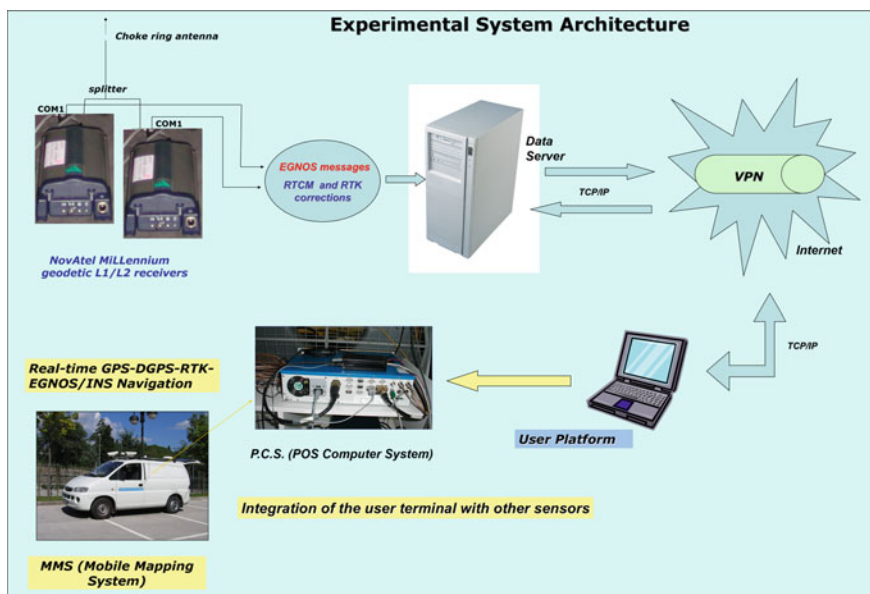 Experimental System Architecture
Choke ring antenna
splitter
COM1
COM1
EGNOS messages
RTCM and RTK
corrections
Data
Server
TCP/IP
VPN
Internet
NovAtel MiLLennium
geodetic L1/L2 receivers
TCP/IP
Real-time GPS-DGPS-RTK-
EGNOS/INS Navigation
User Platform
P.C.S. (POS Computer System)
Integration of the user terminal with other sensors
MMS (Mobile Mapping
System)